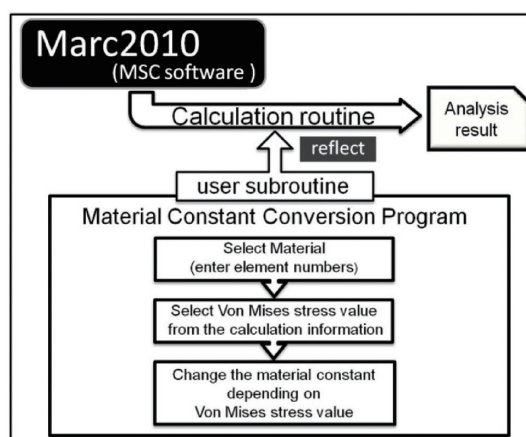 Marc2010
(MSC software )
Calculation routine
Analysis
result
reflect
user subroutine
Material Constant Conversion Program
Select Material
(enter element numbers)
Select Von Mises stress value
from the calculation information
Change the material constant
depending on
Von Mises stress value